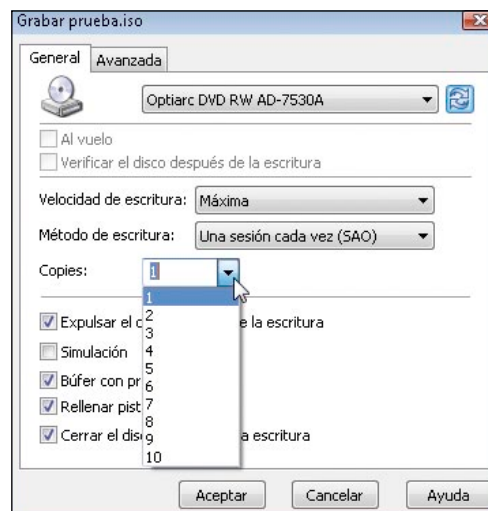 Grabar prueba.iso
General Avanzada
Optiarc DVD RW AD-7530A
Al vuelo
Verificar el disco después de la escritura
Velocidad de escritura: Máxima
Método de escritura: Una sesión cada vez (SAO)
Copies: 1
1
2
3
4
5
6
7
8
9
10
Expulsar el e la escritura
Simulación
Búfer con pr
Rellenar pist
Cerrar el a escritura
Aceptar Cancelar Ayuda